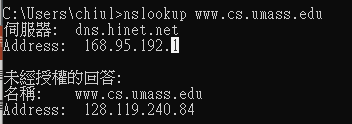 C:\Users\chiul>nslookup www.cs.umass.edu
伺服器:  dns.hinet.net
Address:  168.95.192.1
未經授權的回答:
名稱:    www.cs.umass.edu
Address:  128.119.240.84